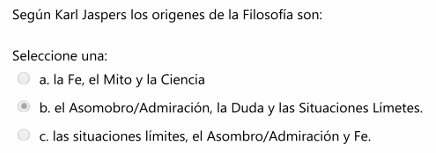 Según Karl Jaspers los origenes de la Filosofía son:
Seleccione una:
a. la Fe, el Mito y la Ciencia
b. el Asomobro/Admiración, la Duda y las Situaciones Límetes.
c. las situaciones límites, el Asombro/Admiración y Fe.